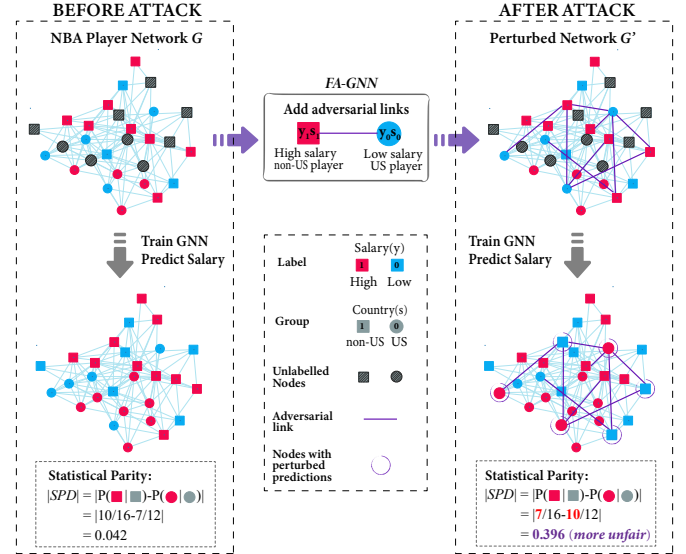 BEFORE ATTACK
NBA Player Network G
Train GNN
Predict Salary
Statistical Parity:
|SPD| = |P(|)-P(|)|
= |10/16-7/12|
= 0.042
FA-GNN
Add adversarial links
y₁s₁
y₀s₀
High salary
non-US player
Low salary
US player
Label
Salary(y)
1
0
High
Low
Group
Country(s)
1
0
non-US
US
Unlabelled
Nodes
Adversarial
link
Nodes with
perturbed
predictions
AFTER ATTACK
Perturbed Network G'
Train GNN
Predict Salary
Statistical Parity:
|SPD| = |P(|)-P(|)|
= |7/16-10/12|
= 0.396 (more unfair)